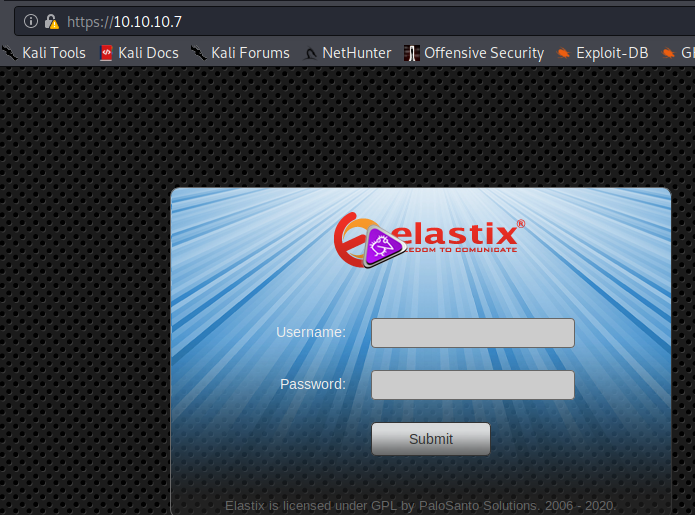 https://10.10.10.7
Kali Tools Kali Docs Kali Forums NetHunter Offensive Security Exploit-DB
elastix®
EDOM TO COMUNICATE
Username:
Password:
Submit
Elastix is licensed under GPL by PaloSanto Solutions. 2006 - 2020.